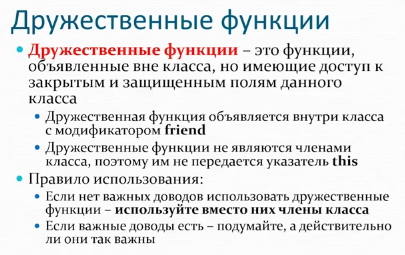 Дружественные функции
Дружественные функции – это функции,
объявленные вне класса, но имеющие доступ к
закрытым и защищенным полям данного
класса
Дружественная функция объявляется внутри класса
с модификатором friend
Дружественные функции не являются членами
класса, поэтому им не передается указатель this
Правило использования:
Если нет важных доводов использовать дружественные
функции – используйте вместо них члены класса
Если важные доводы есть – подумайте, а действительно
ли они так важны